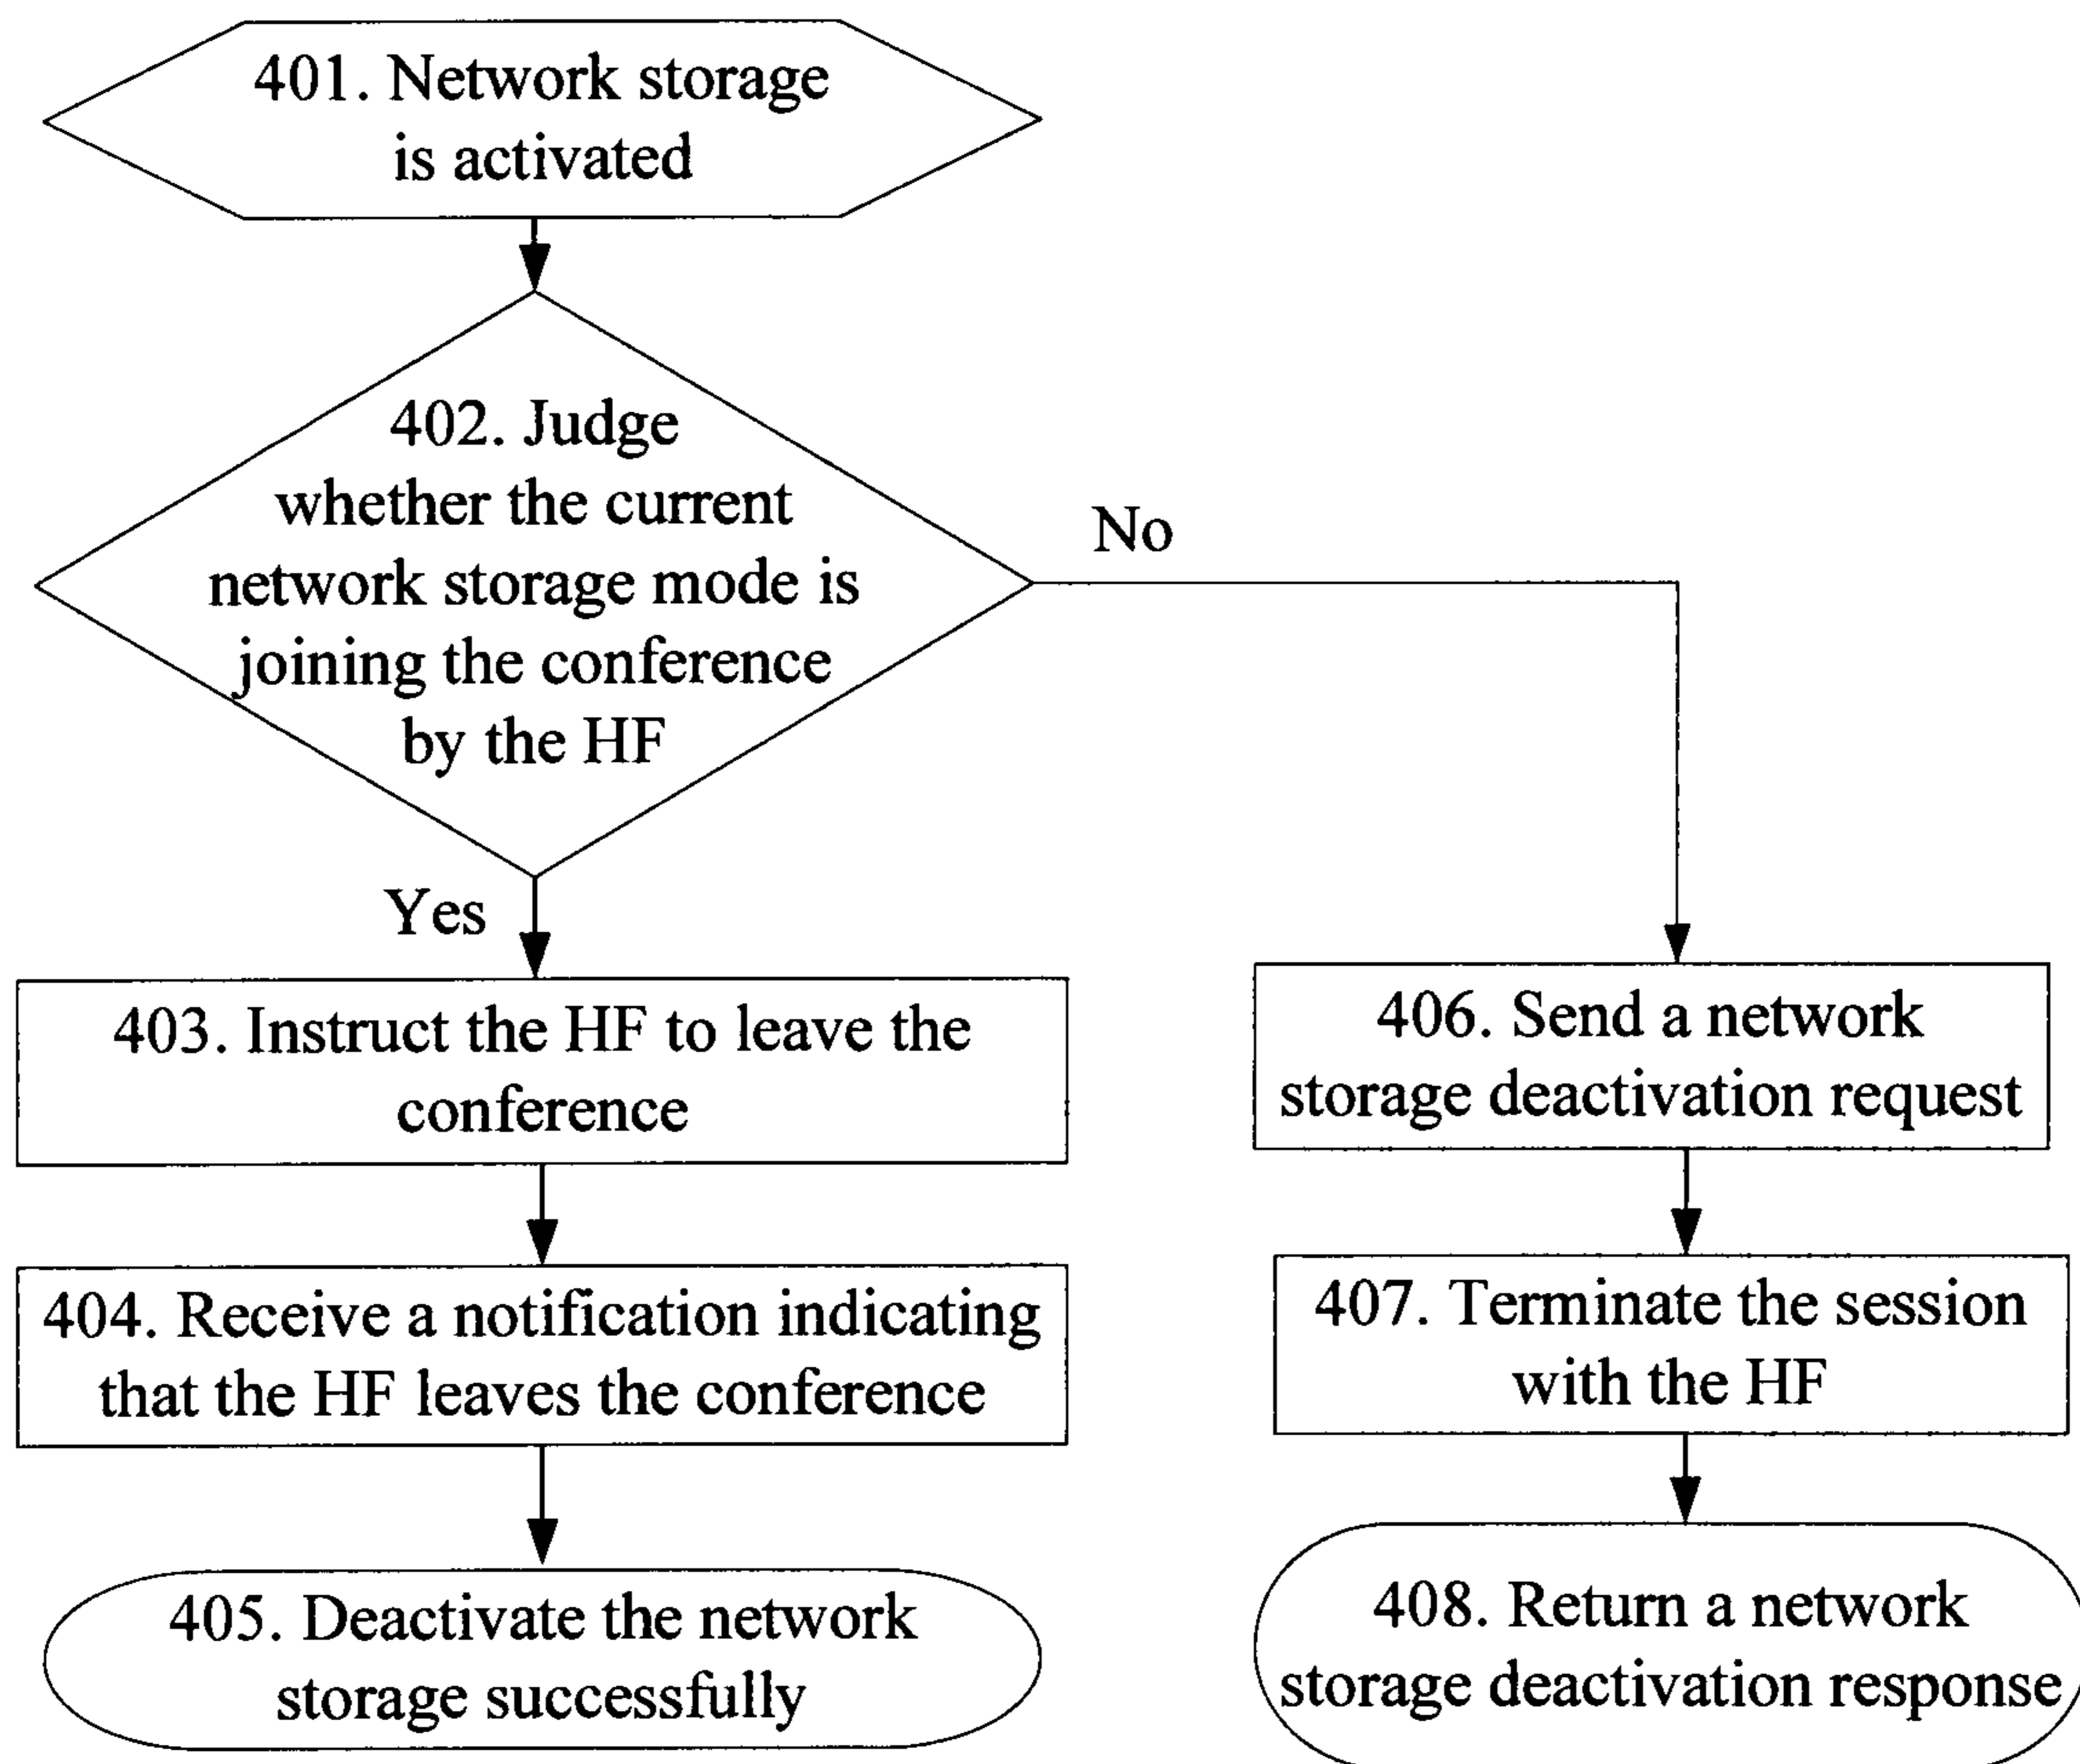 401. Network storage
is activated
402. Judge
whether the current
network storage mode is
joining the conference
by the HF
No
Yes
403. Instruct the HF to leave the
conference
404. Receive a notification indicating
that the HF leaves the conference
405. Deactivate the network
storage successfully
406. Send a network
storage deactivation request
407. Terminate the session
with the HF
408. Return a network
storage deactivation response